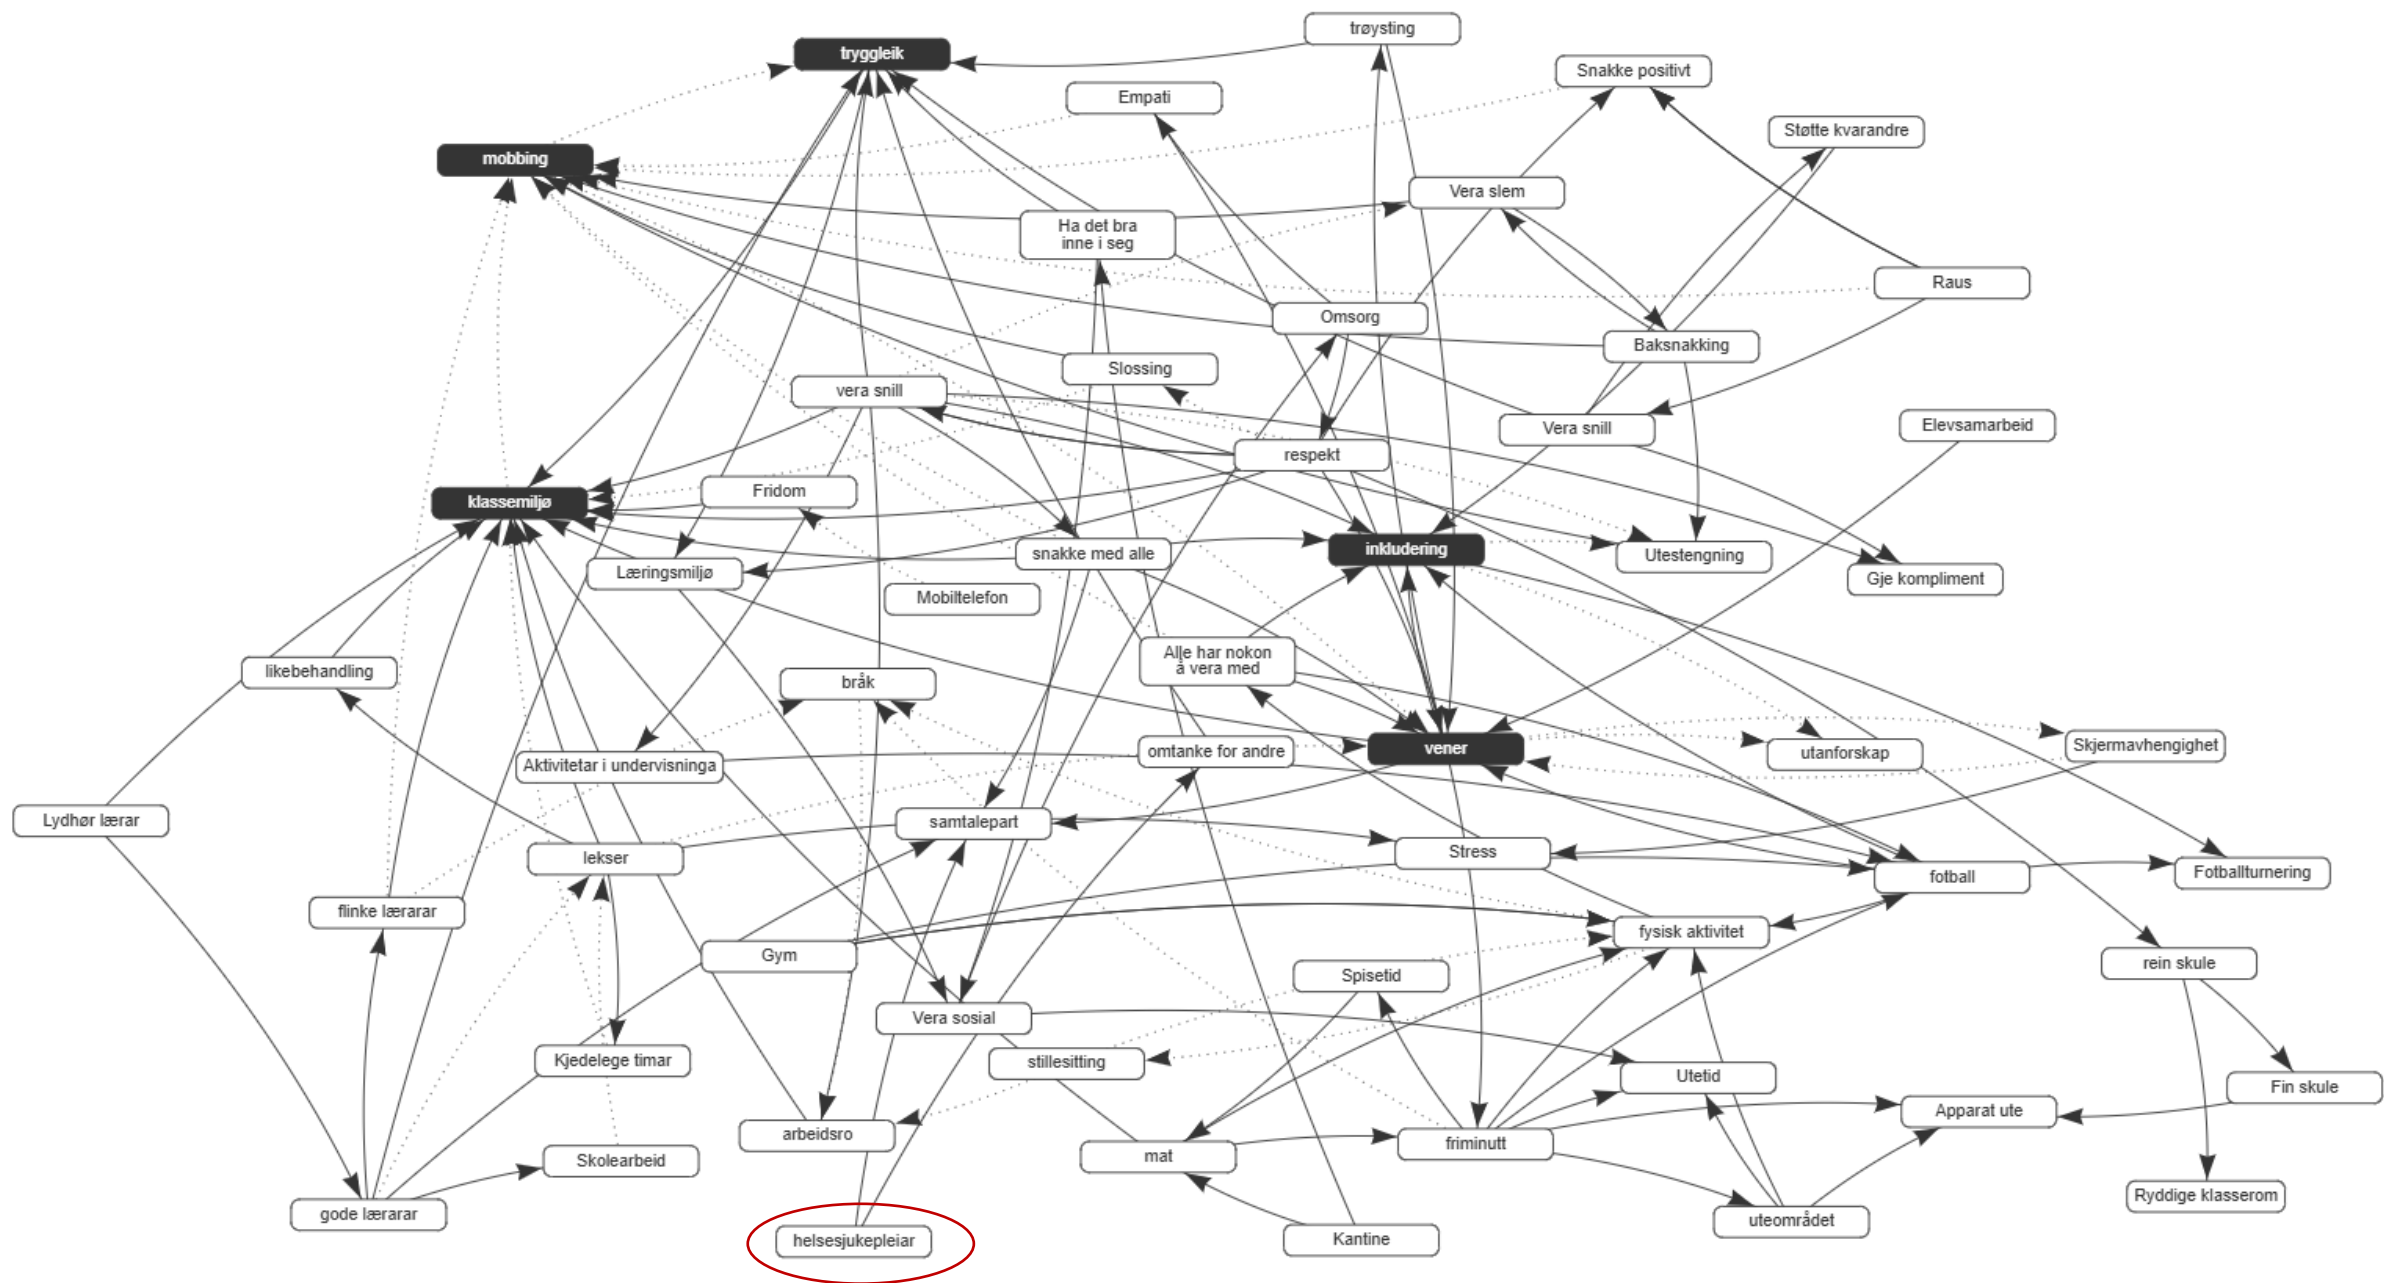 trøysting
tryggleik
Snakke positivt
Empati
Støtte kvarandre
mobbing
Vera slem
Ha det bra
inne i seg
Raus
Omsorg
Baksnakking
Slossing
vera snill
Vera snill
Elevsamarbeid
respekt
Fridom
klassemiljø
snakke med alle
inkludering
Utestengning
Læringsmiljø
Gje kompliment
Mobiltelefon
likebehandling
Alle har nokon
å vera med
bråk
omtanke for andre
vener
utanforskap
Skjermavhengighet
Aktivitetar i undervisninga
Lydhør lærar
samtalepart
lekser
Stress
fotball
Fotballturnering
flinke lærarar
fysisk aktivitet
Gym
rein skule
Spisetid
Vera sosial
Kjedelege timar
stillesitting
Utetid
Fin skule
Apparat ute
arbeidsro
friminutt
mat
Skolearbeid
Ryddige klasserom
gode lærarar
uteområdet
helsesjukepleiar
Kantine